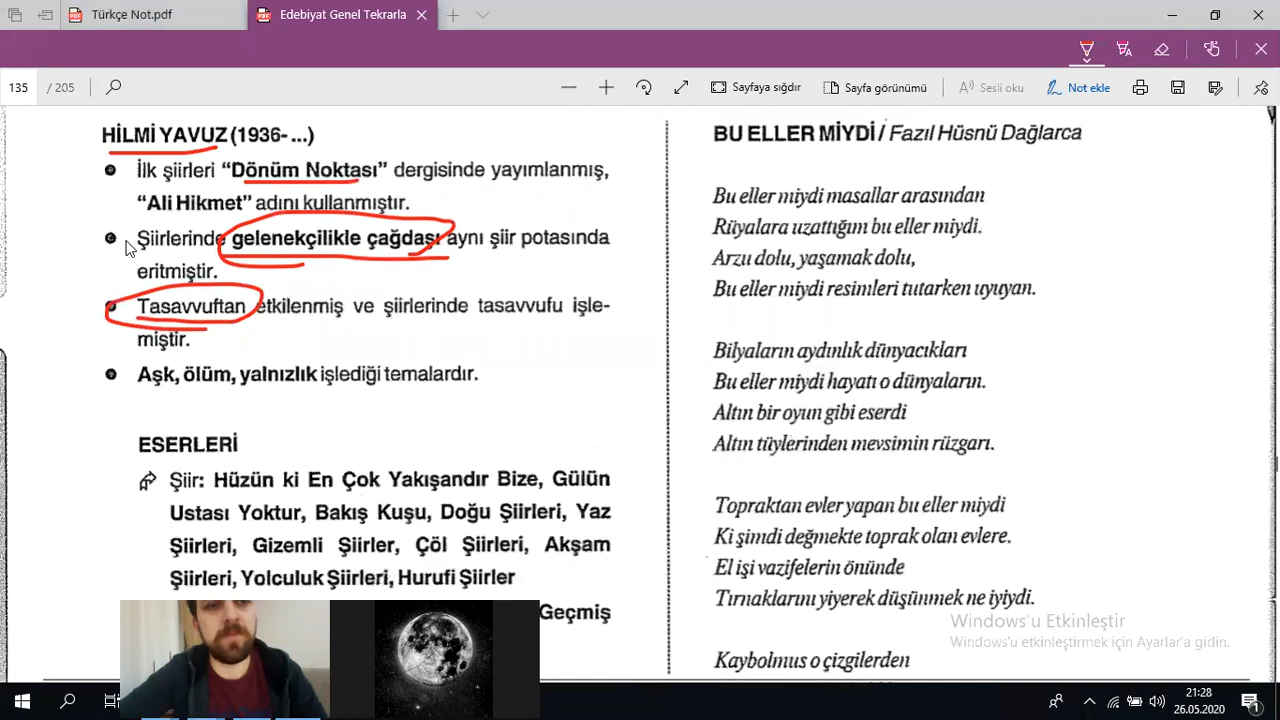 Türkçe Not.pdf
Edebiyat Genel Tekrarla
135 / 205
Sayfaya sığdır
Sayfa görünümü
Sesli oku
Not ekle
HİLMİ YAVUZ (1936- ...)
İlk şiirleri “Dönüm Noktası” dergisinde yayımlanmış,
“Ali Hikmet” adını kullanmıştır.
Şiirlerinde gelenekçilikle çağdaşı aynı şiir potasında
eritmiştir.
Tasavvuftan etkilenmiş ve şiirlerinde tasavvufu işle-
miştir.
Aşk, ölüm, yalnızlık işlediği temalardır.
ESERLERİ
Şiir: Hüzün ki En Çok Yakışandır Bize, Gülün
Ustası Yoktur, Bakış Kuşu, Doğu Şiirleri, Yaz
Şiirleri, Gizemli Şiirler, Çöl Şiirleri, Akşam
Şiirleri, Yolculuk Şiirleri, Hurufi Şiirler
Geçmiş
BU ELLER MİYDİ / Fazıl Hüsnü Dağlarca
Bu eller miydi masallar arasından
Rüyalara uzattığım bu eller miydi.
Arzu dolu, yaşamak dolu,
Bu eller miydi resimleri tutarken uyuyan.
Bilyaların aydınlık dünyacıkları
Bu eller miydi hayatı o dünyaların.
Altın bir oyun gibi eserdi
Altın tüylerinden mevsimin rüzgarı.
Topraktan evler yapan bu eller miydi
Ki şimdi değmekte toprak olan evlere.
El işi vazifelerin önünde
Tırnaklarını yiyerek düşünmek ne iyiydi.
Kaybolmus o çizgilerden
Windows'u Etkinleştir
Windows'u etkinleştirmek için Ayarlar'a gidin.
21:28
26.05.2020